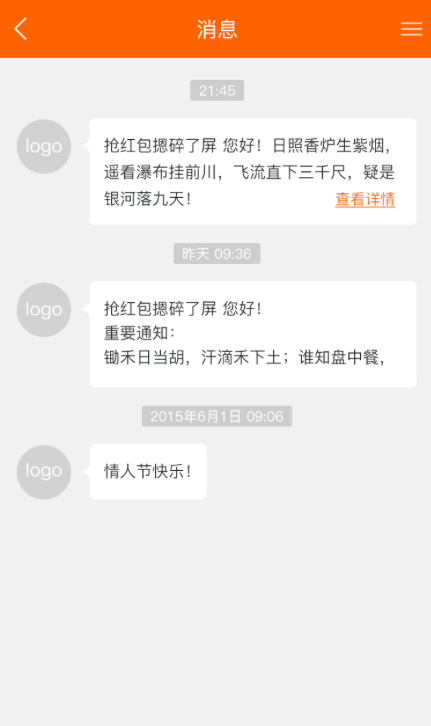 消息
21:45
logo
抢红包摁碎了屏 您好！日照香炉生紫烟，
遥看瀑布挂前川，飞流直下三千尺，疑是
银河落九天！ 查看详情
昨天 09:36
logo
抢红包摁碎了屏 您好！
重要通知：
锄禾日当胡，汗滴禾下土；谁知盘中餐，
2015年6月1日 09:06
logo
情人节快乐！